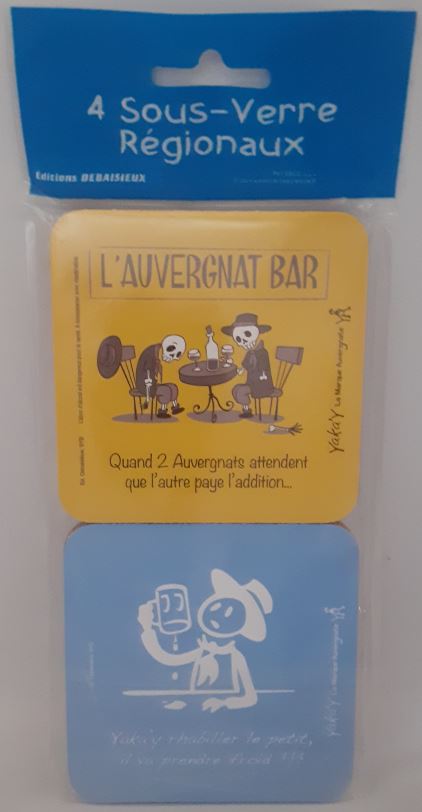 4 Sous-Verre
Régionaux
Editions DEBAISIEUX
L'AUVERGNAT BAR
Yaka'Y La Marque Auvergnate
Quand 2 Auvergnats attendent
que l'autre paye l'addition...
Yaka'Y La Marque Auvergnate
Yaka'y rhabiller le petit,
il va prendre froid !!!